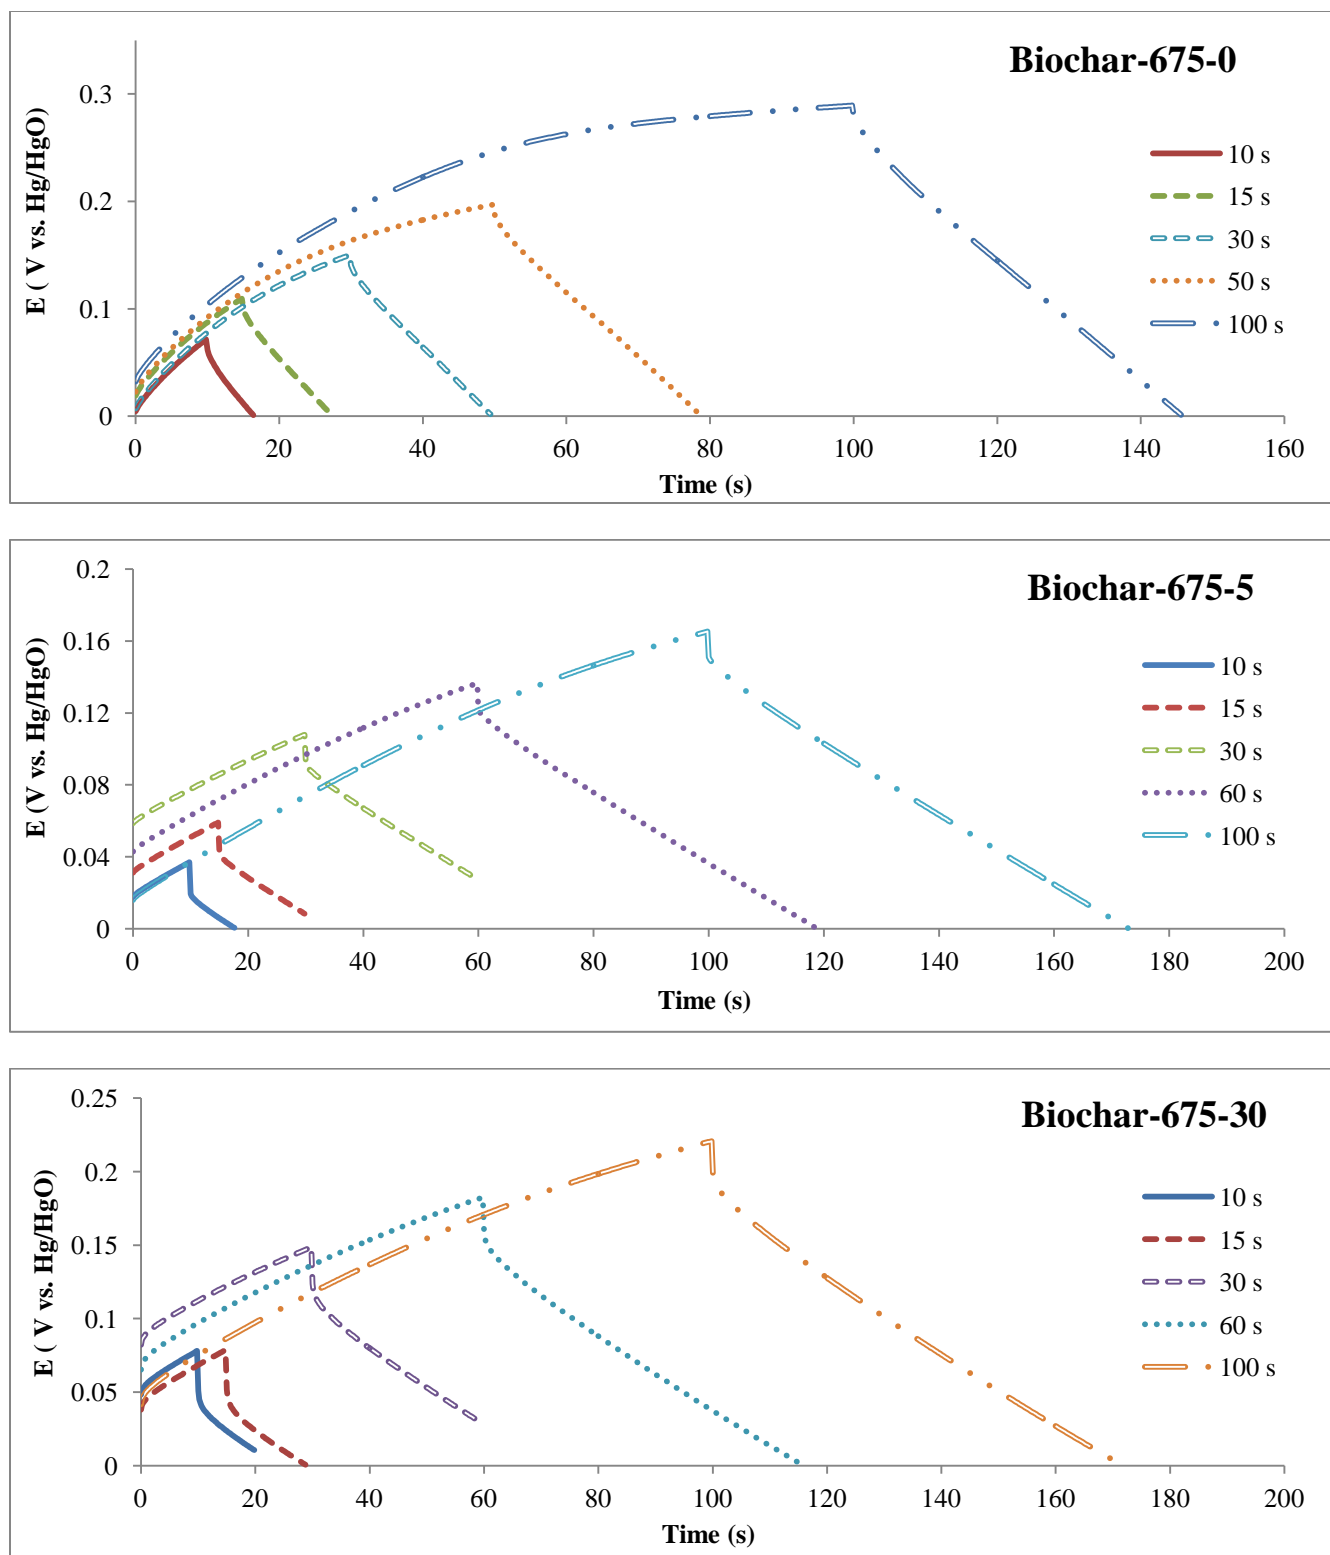 Biochar-675-0
E ( V vs. Hg/HgO)
0.3
0.2
0.1
0
0 20 40 60 80 100 120 140 160
Time (s)
10 s
15 s
30 s
50 s
100 s
Biochar-675-5
E (V vs. Hg/HgO)
0.2
0.16
0.12
0.08
0.04
0
0 20 40 60 80 100 120 140 160 180 200
Time (s)
10 s
15 s
30 s
60 s
100 s
Biochar-675-30
E ( V vs. Hg/HgO)
0.25
0.2
0.15
0.1
0.05
0
0 20 40 60 80 100 120 140 160 180 200
Time (s)
10 s
15 s
30 s
60 s
100 s